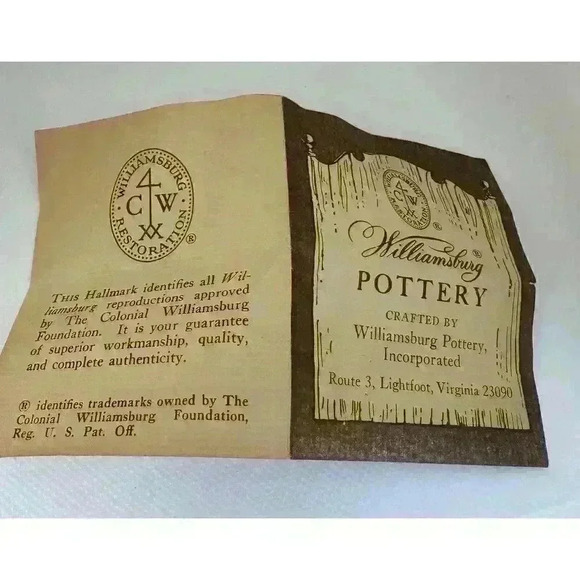 WILLIAMSBURG
C W
RESTORATION
®
THIS Hallmark identifies all Wil-
liamsburg reproductions approved
by The Colonial Williamsburg
Foundation. It is your guarantee
of superior workmanship, quality,
and complete authenticity.
® identifies trademarks owned by The
Colonial Williamsburg Foundation,
Reg. U. S. Pat. Off.
WILLIAMSBURG
C W
RESTORATION
®
Williamsburg®
POTTERY
CRAFTED BY
Williamsburg Pottery,
Incorporated
Route 3, Lightfoot, Virginia 23090